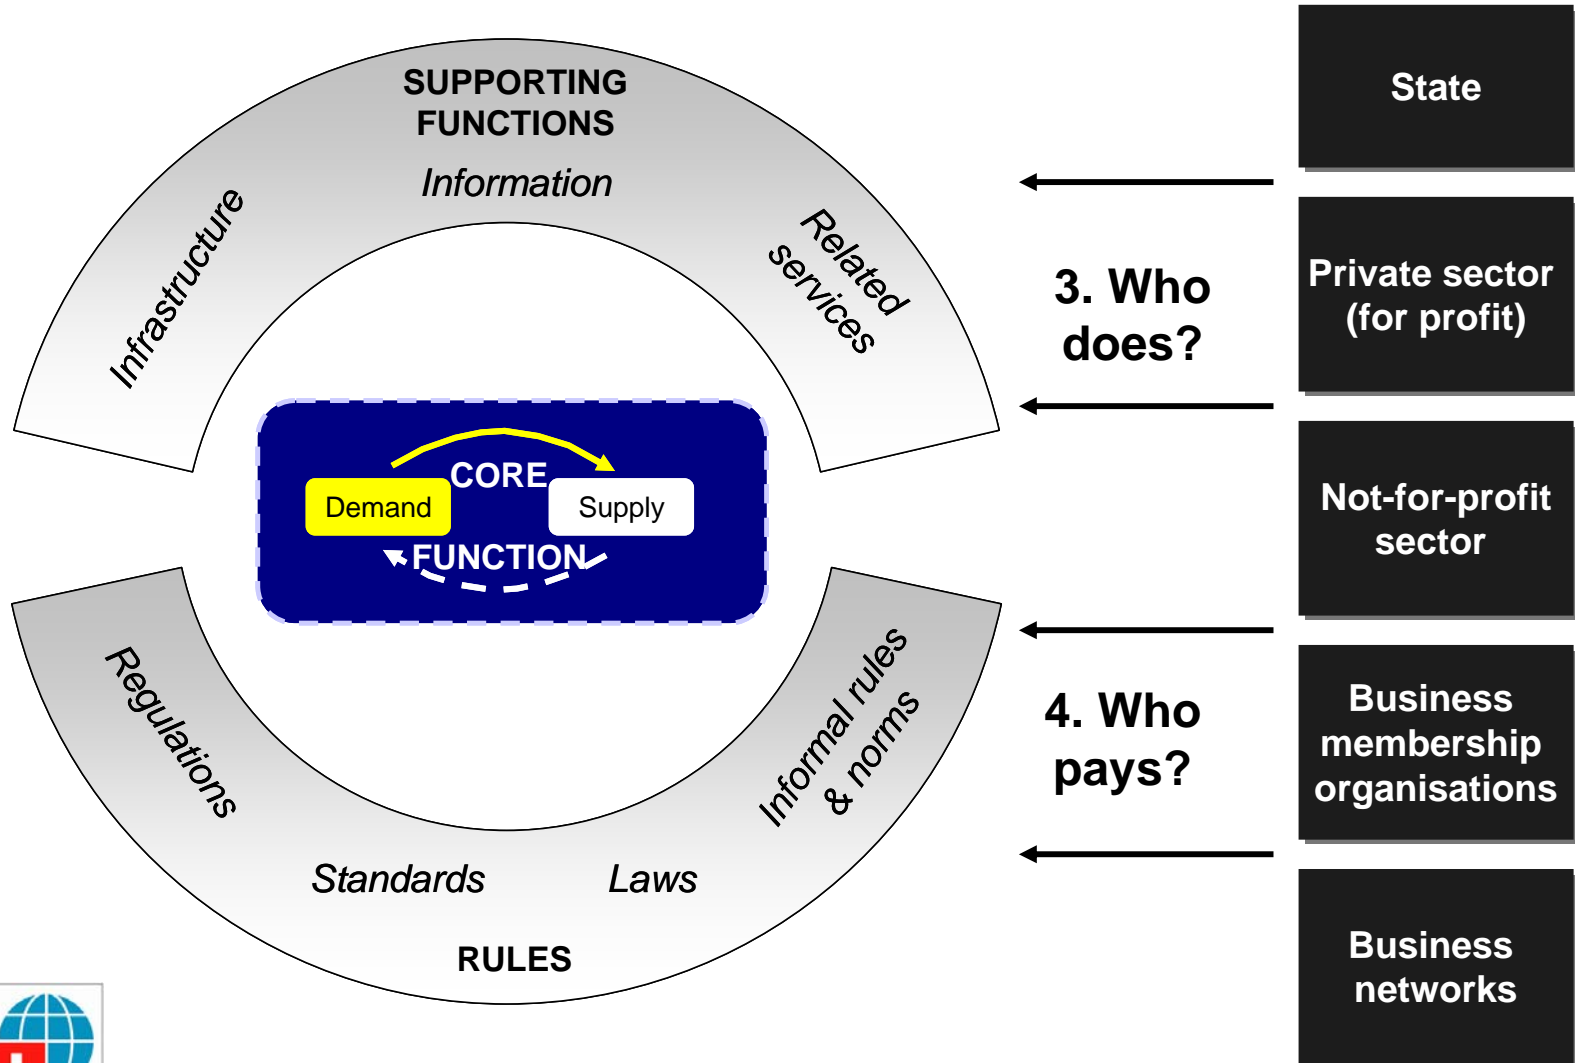 SUPPORTING
FUNCTIONS
Information
Infrastructure
Related
services
CORE
Demand
Supply
FUNCTION
Regulations
Standards
Laws
Informal rules
& norms
RULES
3. Who
does?
4. Who
pays?
State
Private sector
(for profit)
Not-for-profit
sector
Business
membership
organisations
Business
networks